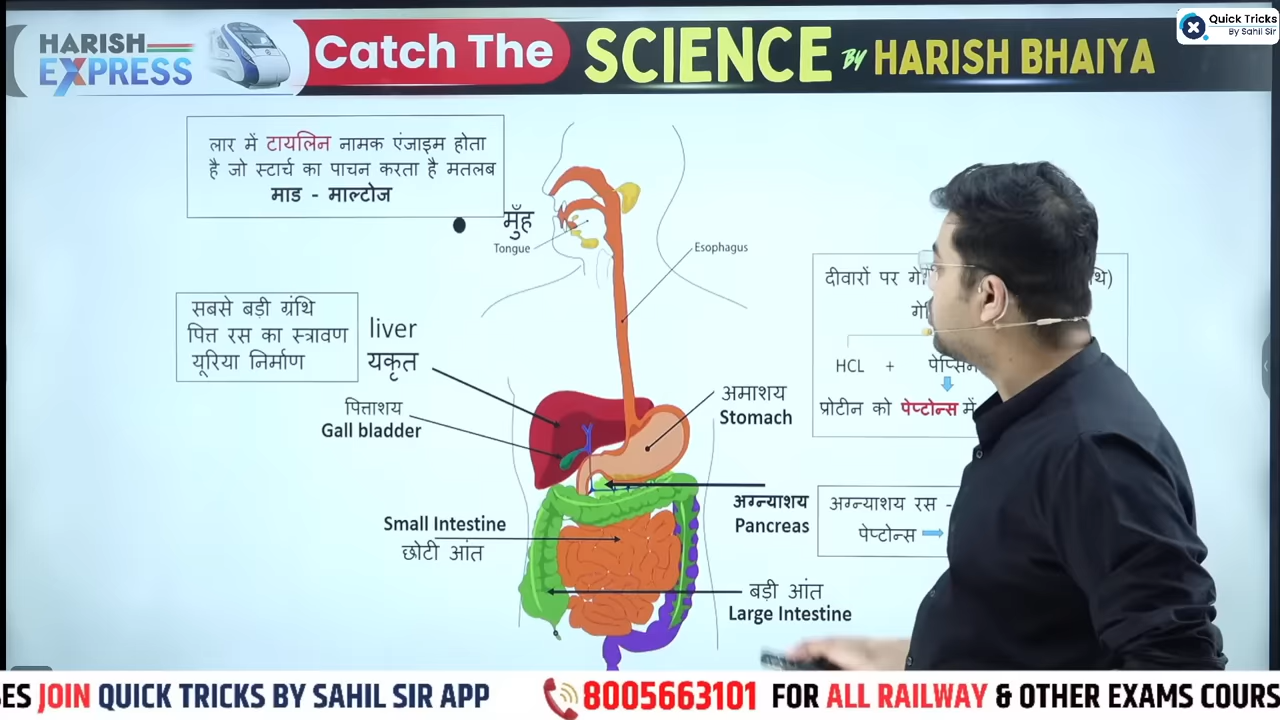 HARISH
EXPRESS
Catch The
SCIENCE
BY
HARISH BHAIYA
Quick Tricks
By Sahil Sir
लार में टायलिन नामक एंजाइम होता
है जो स्टार्च का पाचन करता है मतलब
माड - माल्टोज
मुँह
Tongue
Esophagus
सबसे बड़ी ग्रंथि
पित्त रस का स्त्रावण
यूरिया निर्माण
liver
यकृत
पित्ताशय
Gall bladder
अमाशय
Stomach
दीवारों पर
HCL +
प्रोटीन को पेप्टोन्स में
Small Intestine
छोटी आंत
अग्न्याशय
Pancreas
अग्न्याशय रस -
पेप्टोन्स
बड़ी आंत
Large Intestine
JOIN QUICK TRICKS BY SAHIL SIR APP
8005663101 FOR ALL RAILWAY & OTHER EXAMS